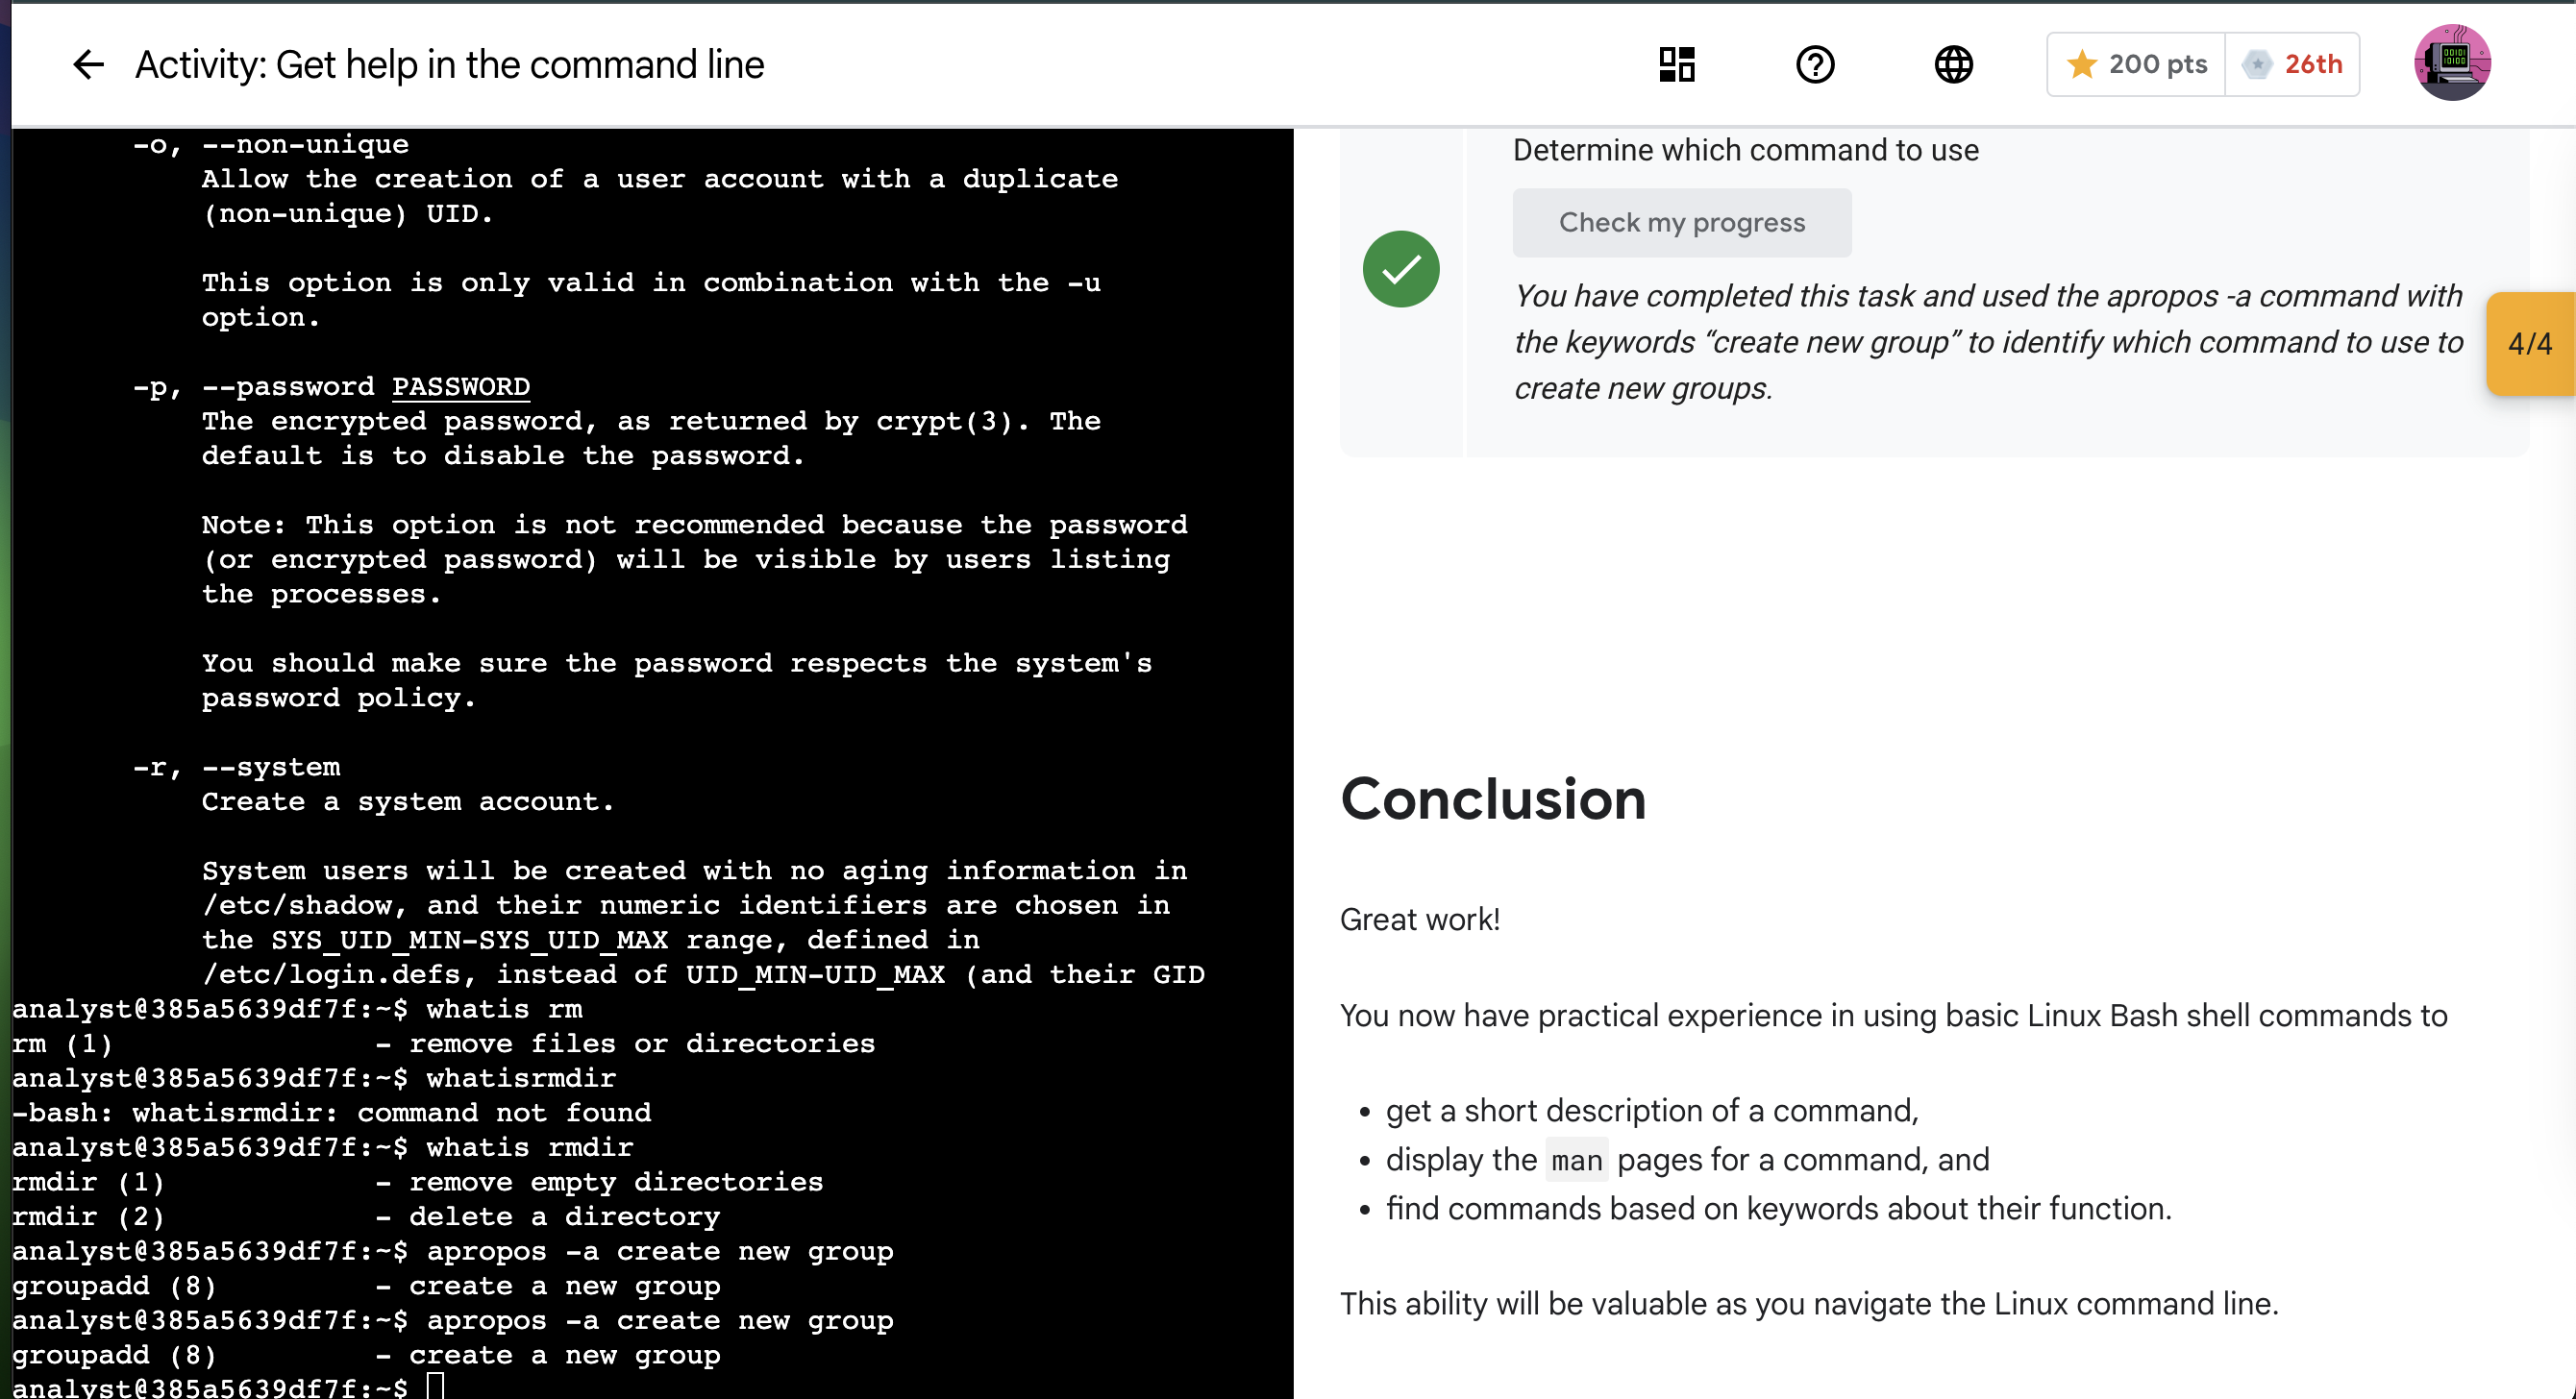 Activity: Get help in the command line
200 pts
26th
-o, --non-unique
Allow the creation of a user account with a duplicate
(non-unique) UID.
This option is only valid in combination with the -u
option.
-p, --password PASSWORD
The encrypted password, as returned by crypt(3). The
default is to disable the password.
Note: This option is not recommended because the password
(or encrypted password) will be visible by users listing
the processes.
You should make sure the password respects the system's
password policy.
-r, --system
Create a system account.
System users will be created with no aging information in
/etc/shadow, and their numeric identifiers are chosen in
the SYS_UID_MIN-SYS_UID_MAX range, defined in
/etc/login.defs, instead of UID_MIN-UID_MAX (and their GID
analyst@385a5639df7f:~$ whatis rm
rm (1)               - remove files or directories
analyst@385a5639df7f:~$ whatisrmdir
-bash: whatisrmdir: command not found
analyst@385a5639df7f:~$ whatis rmdir
rmdir (1)            - remove empty directories
rmdir (2)            - delete a directory
analyst@385a5639df7f:~$ apropos -a create new group
groupadd (8)         - create a new group
analyst@385a5639df7f:~$ apropos -a create new group
groupadd (8)         - create a new group
analyst@385a5639df7f:~$
Determine which command to use
Check my progress
You have completed this task and used the apropos -a command with
the keywords “create new group” to identify which command to use to
create new groups.
4/4
Conclusion
Great work!
You now have practical experience in using basic Linux Bash shell commands to
• get a short description of a command,
• display the man pages for a command, and
• find commands based on keywords about their function.
This ability will be valuable as you navigate the Linux command line.